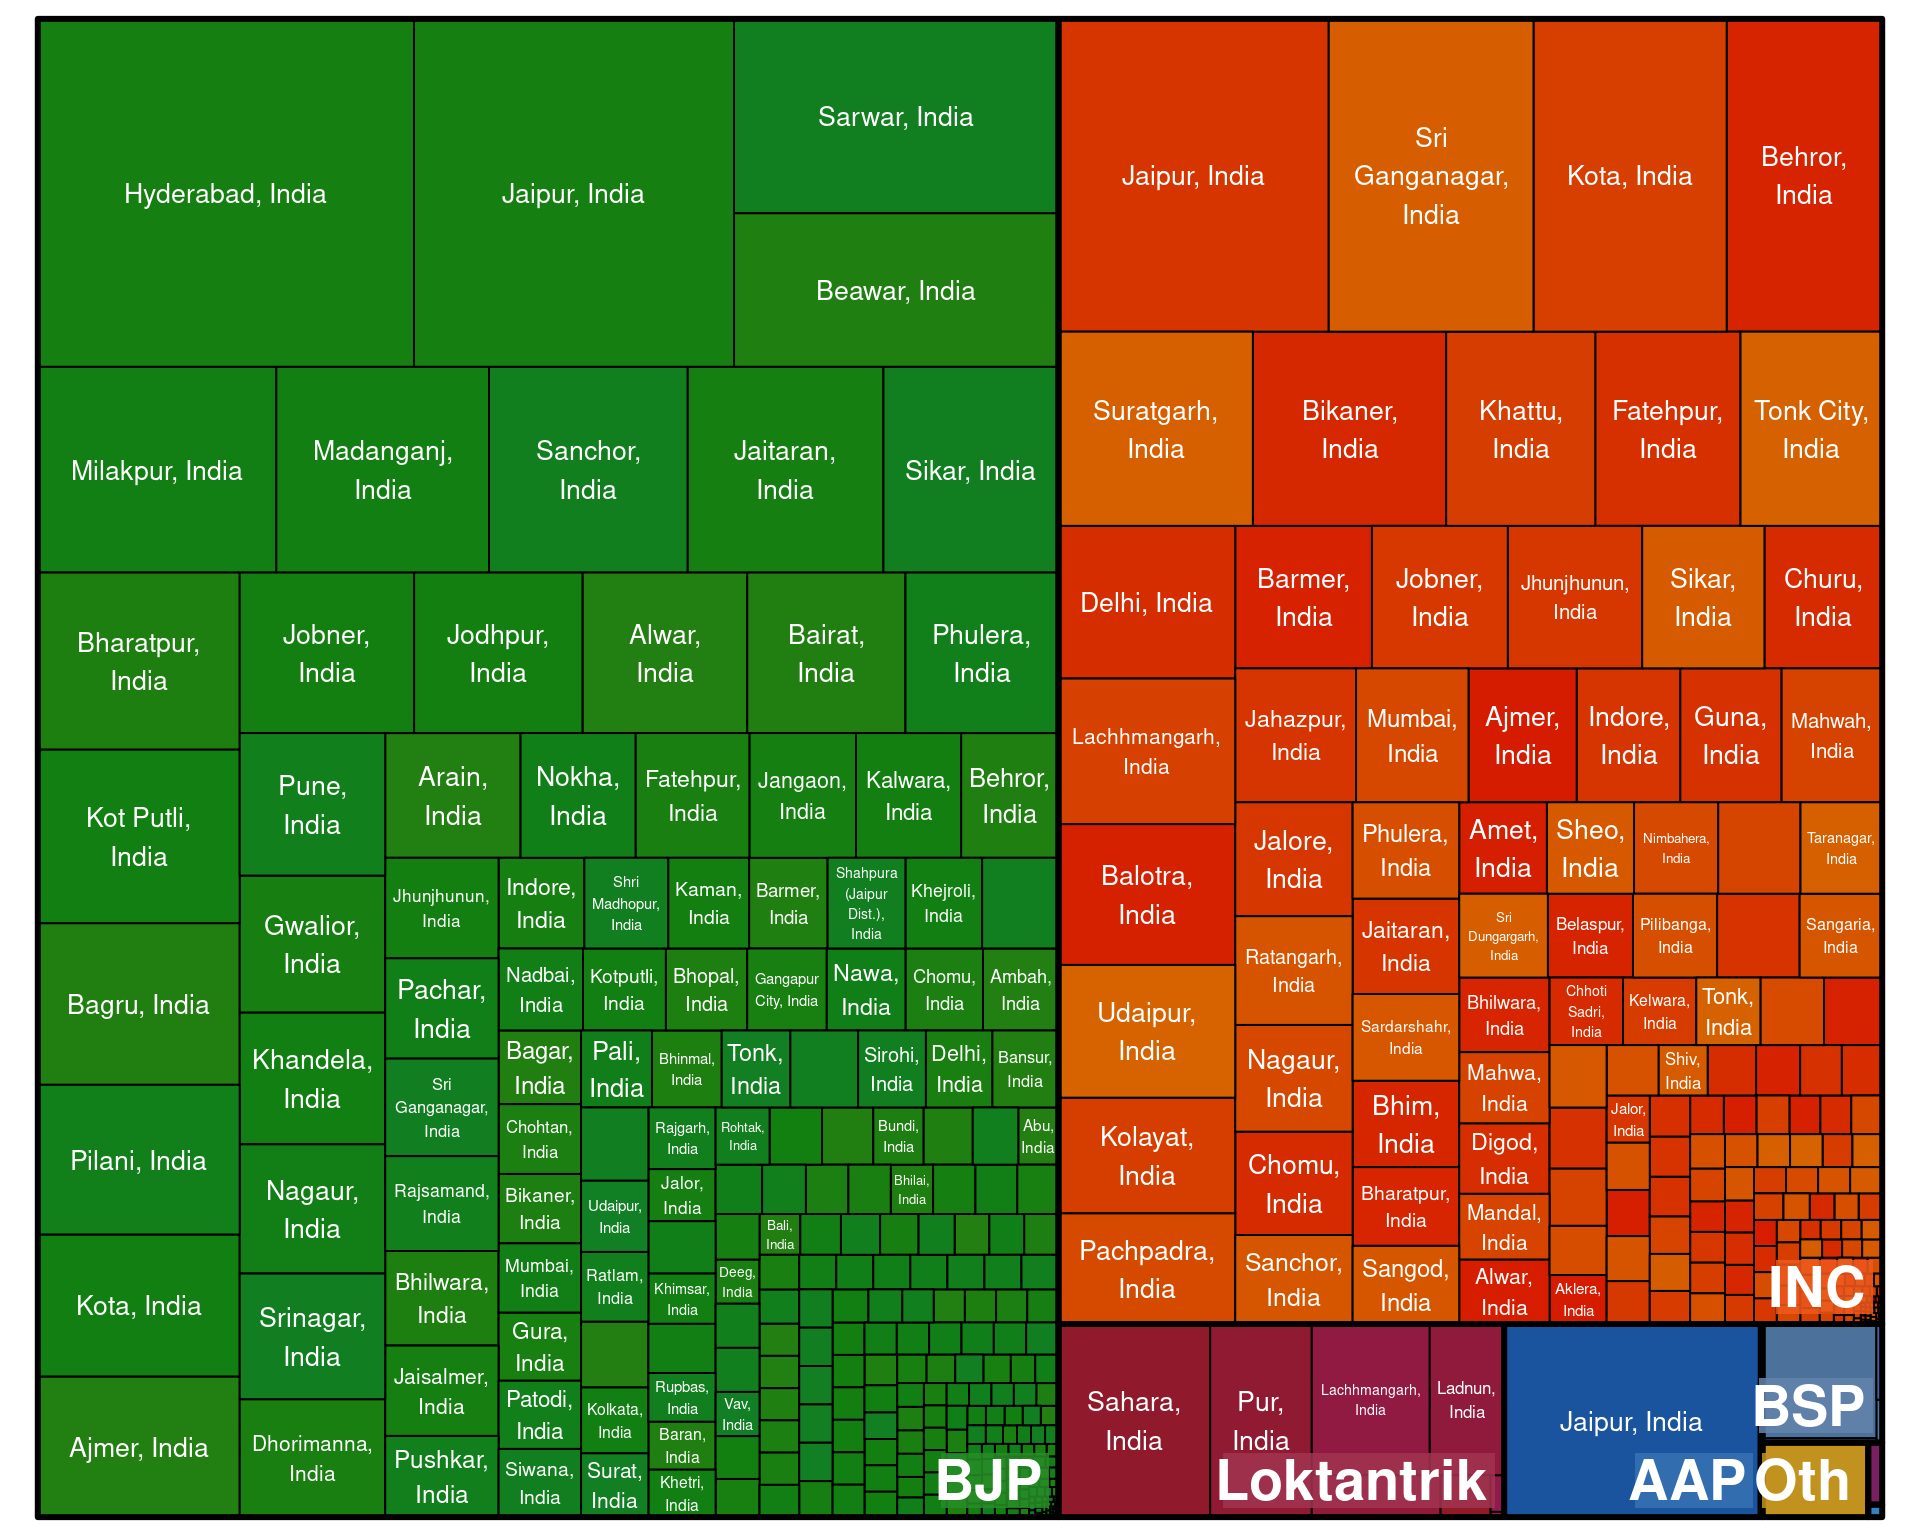 Hyderabad, India
Jaipur, India
Sarwar, India
Beawar, India
Milakpur, India
Madanganj,
India
Sanchor,
India
Jaitaran,
India
Sikar, India
Bharatpur,
India
Jobner,
India
Jodhpur,
India
Alwar,
India
Bairat,
India
Phulera,
India
Kot Putli,
India
Pune,
India
Arain,
India
Nokha,
India
Fatehpur,
India
Jangaon,
India
Kalwara,
India
Behror,
India
Bagru, India
Gwalior,
India
Jhunjhunun,
India
Indore,
India
Shri
Madhopur,
India
Kaman,
India
Barmer,
India
Shahpura
(Jaipur
Dist.),
India
Khejroli,
India
Pachar,
India
Nadbai,
India
Kotputli,
India
Bhopal,
India
Gangapur
City, India
Nawa,
India
Chomu,
India
Ambah,
India
Pilani, India
Khandela,
India
Sri
Ganganagar,
India
Bagar,
India
Pali,
India
Bhinmal,
India
Tonk,
India
Sirohi,
India
Delhi,
India
Bansur,
India
Nagaur,
India
Rajsamand,
India
Chohtan,
India
Rajgarh,
India
Rohtak,
India
Bundi,
India
Abu,
India
Bikaner,
India
Udaipur,
India
Jalor,
India
Bhilai,
India
Kota, India
Srinagar,
India
Bhilwara,
India
Mumbai,
India
Ratlam,
India
Khimsar,
India
Deeg,
India
Bali,
India
Ajmer, India
Dhorimanna,
India
Jaisalmer,
India
Gura,
India
Patodi,
India
Kolkata,
India
Rupbas,
India
Vav,
India
Baran,
India
Pushkar,
India
Siwana,
India
Surat,
India
Khetri,
India
BJP
Jaipur, India
Sri
Ganganagar,
India
Kota, India
Behror,
India
Suratgarh,
India
Bikaner,
India
Khattu,
India
Fatehpur,
India
Tonk City,
India
Delhi, India
Barmer,
India
Jobner,
India
Jhunjhunun,
India
Sikar,
India
Churu,
India
Lachhmangarh,
India
Jahazpur,
India
Mumbai,
India
Ajmer,
India
Indore,
India
Guna,
India
Mahwah,
India
Balotra,
India
Jalore,
India
Phulera,
India
Amet,
India
Sheo,
India
Nimbahera,
India
Taranagar,
India
Jaitaran,
India
Sri
Dungargarh,
India
Belaspur,
India
Pilibanga,
India
Sangaria,
India
Udaipur,
India
Ratangarh,
India
Sardarshahr,
India
Bhilwara,
India
Chhoti
Sadri,
India
Kelwara,
India
Tonk,
India
Nagaur,
India
Mahwa,
India
Shiv,
India
Kolayat,
India
Bhim,
India
Digod,
India
Jalor,
India
Chomu,
India
Bharatpur,
India
Mandal,
India
Pachpadra,
India
Sanchor,
India
Sangod,
India
Alwar,
India
Aklera,
India
INC
Sahara,
India
Pur,
India
Lachhmangarh,
India
Ladnun,
India
Loktantrik
Jaipur, India
AAP
BSP
Oth